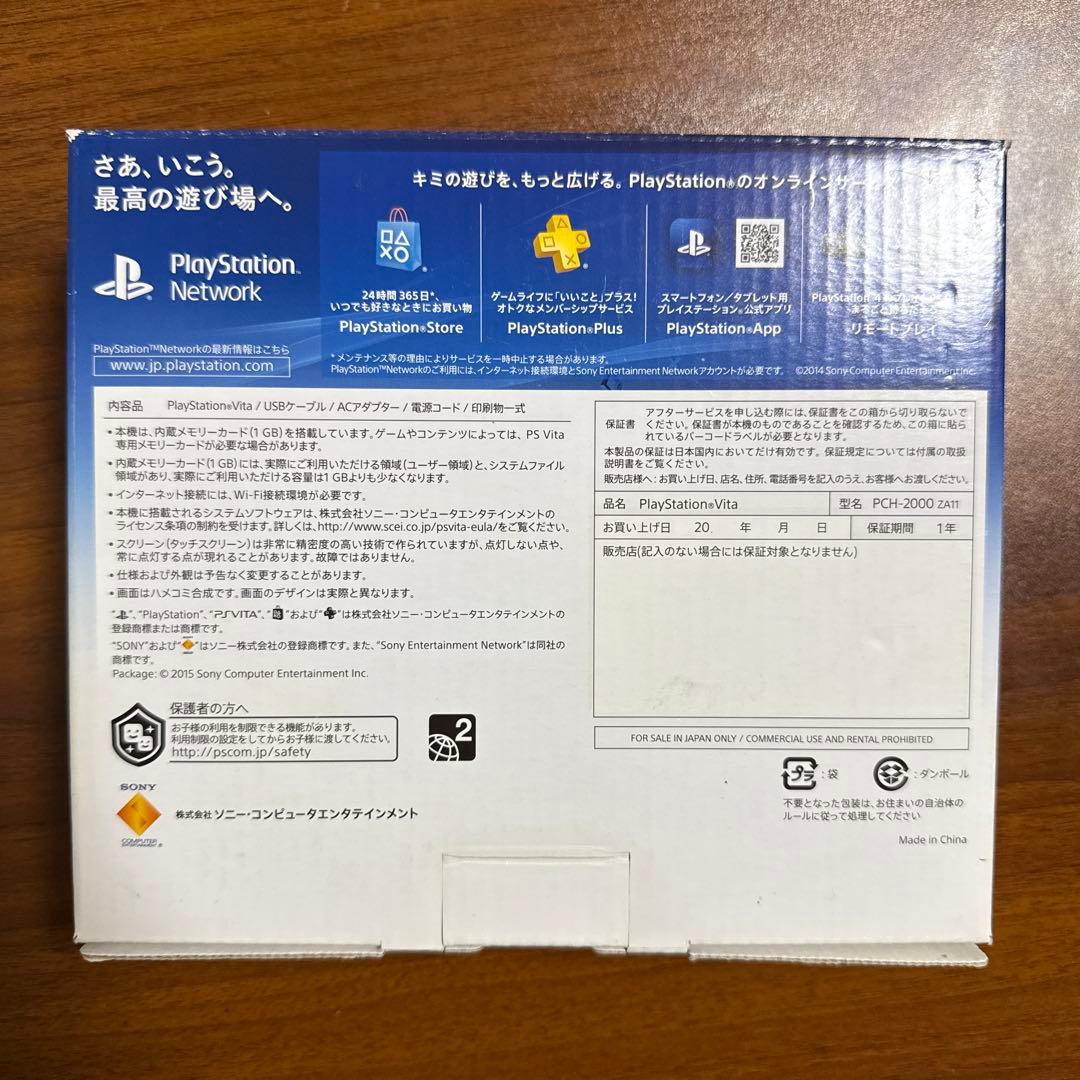 さあ、いこう。
最高の遊び場へ。
PlayStation™
Network
PlayStation™Networkの最新情報はこちら
www.jp.playstation.com
キミの遊びを、もっと広げる。PlayStation®のオンラインサービス
24時間 365日*、
いつでも好きなときにお買い物
PlayStation®Store
ゲームライフに「いいこと」プラス!
オトクなメンバーシップサービス
PlayStation®Plus
スマートフォン/タブレット用
プレイステーション®公式アプリ
PlayStation®App
PlayStation®4
リモートプレイ
*メンテナンス等の理由によりサービスを一時中止する場合があります。
PlayStation™Networkのご利用には、インターネット接続環境とSony Entertainment Networkアカウントが必要です。 ©2014 Sony Computer Entertainment Inc.
内容品 PlayStation®Vita / USBケーブル / ACアダプター / 電源コード / 印刷物一式
•本機は、内蔵メモリーカード(1 GB)を搭載しています。ゲームやコンテンツによっては、PS Vita
専用メモリーカードが必要な場合があります。
•内蔵メモリーカード(1 GB)には、実際にご利用いただける領域(ユーザー領域)と、システムファイル
領域があり、実際にご利用いただける容量は1 GBよりも少なくなります。
•インターネット接続には、Wi-Fi接続環境が必要です。
•本機に搭載されるシステムソフトウェアは、株式会社ソニー・コンピュータエンタテインメントの
ライセンス条項の制約を受けます。詳しくは、http://www.scei.co.jp/psvita-eula/をご覧ください。
•スクリーン(タッチスクリーン)は非常に精密度の高い技術で作られていますが、点灯しない点や、
常に点灯する点が現れることがあります。故障ではありません。
•仕様および外観は予告なく変更することがあります。
•画面はハメコミ合成です。画面のデザインは実際と異なります。
" "、"PlayStation"、"PSVITA"、" "および" "は株式会社ソニー・コンピュータエンタテインメントの
登録商標または商標です。
"SONY"および" "はソニー株式会社の登録商標です。また、"Sony Entertainment Network"は同社の
商標です。
Package: © 2015 Sony Computer Entertainment Inc.
保護者の方へ
お子様の利用を制限できる機能があります。
利用制限の設定をしてからお子様に渡してください。
http://pscom.jp/safety
2
SONY
COMPUTER
ENTERTAINMENT®
株式会社 ソニー・コンピュータエンタテインメント
保証書
アフターサービスを申し込む際には、保証書をこの箱から切り取らないで
ください。保証書が本機のものであることを確認するため、この箱に貼ら
れているバーコードラベルが必要となります。
本製品の保証は日本国内においてだけ有効です。保証規定については付属の取扱
説明書をご覧ください。
販売店様へ:お買い上げ日、店名、住所、電話番号を記入のうえ、お客様へお渡しください。
品名 PlayStation®Vita 型名 PCH-2000 ZA11
お買い上げ日 20 年 月 日 保証期間 1年
販売店(記入のない場合には保証対象となりません)
FOR SALE IN JAPAN ONLY / COMMERCIAL USE AND RENTAL PROHIBITED
プラ :袋 :ダンボール
不要となった包装は、お住まいの自治体の
ルールに従って処理してください
Made in China